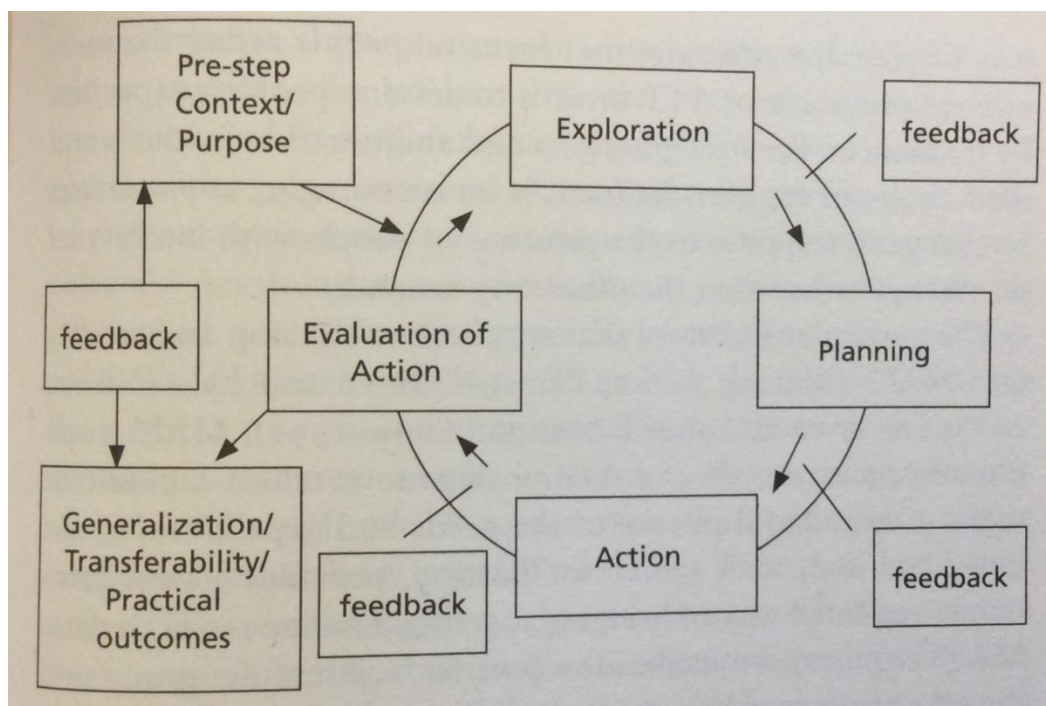 Pre-step
Context/
Purpose
Exploration
feedback
feedback
Evaluation of
Action
Planning
Generalization/
Transferability/
Practical
outcomes
feedback
Action
feedback